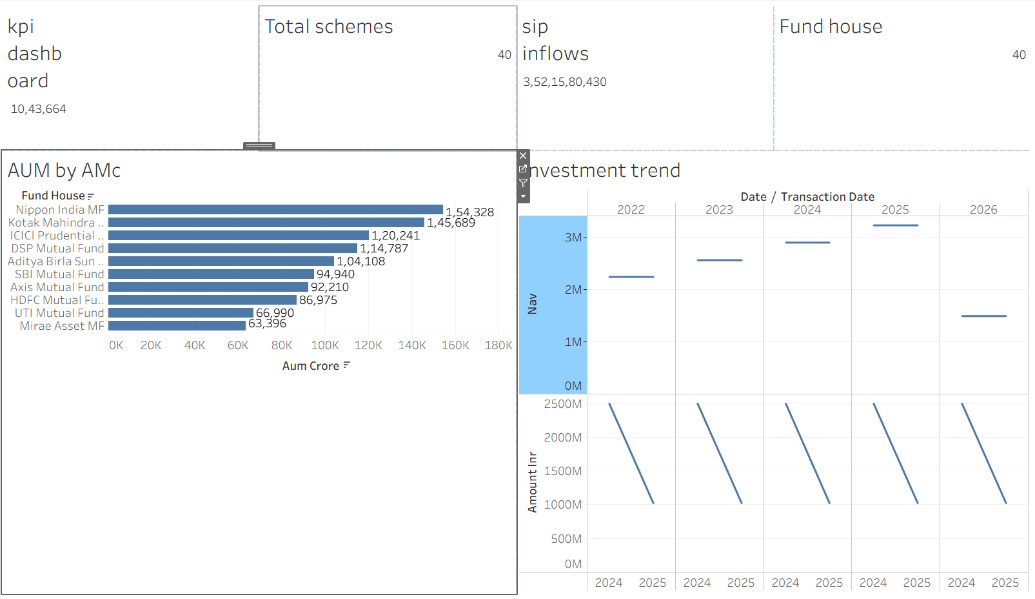 kpi
dashb
oard
10,43,664
Total schemes
40
sip
inflows
3,52,15,80,430
Fund house
40
AUM by AMc
Fund House
Nippon India MF 1,54,328
Kotak Mahindra .. 1,45,689
ICICI Prudential .. 1,20,241
DSP Mutual Fund 1,14,787
Aditya Birla Sun .. 1,04,108
SBI Mutual Fund 94,940
Axis Mutual Fund 92,210
HDFC Mutual Fu.. 86,975
UTI Mutual Fund 66,990
Mirae Asset MF 63,396
0K 20K 40K 60K 80K 100K 120K 140K 160K 180K
Aum Crore
nvestment trend
Date / Transaction Date
2022 2023 2024 2025 2026
Nav
3M
2M
1M
0M
Amount Inr
2500M
2000M
1500M
1000M
500M
0M
2024 2025 2024 2025 2024 2025 2024 2025 2024 2025